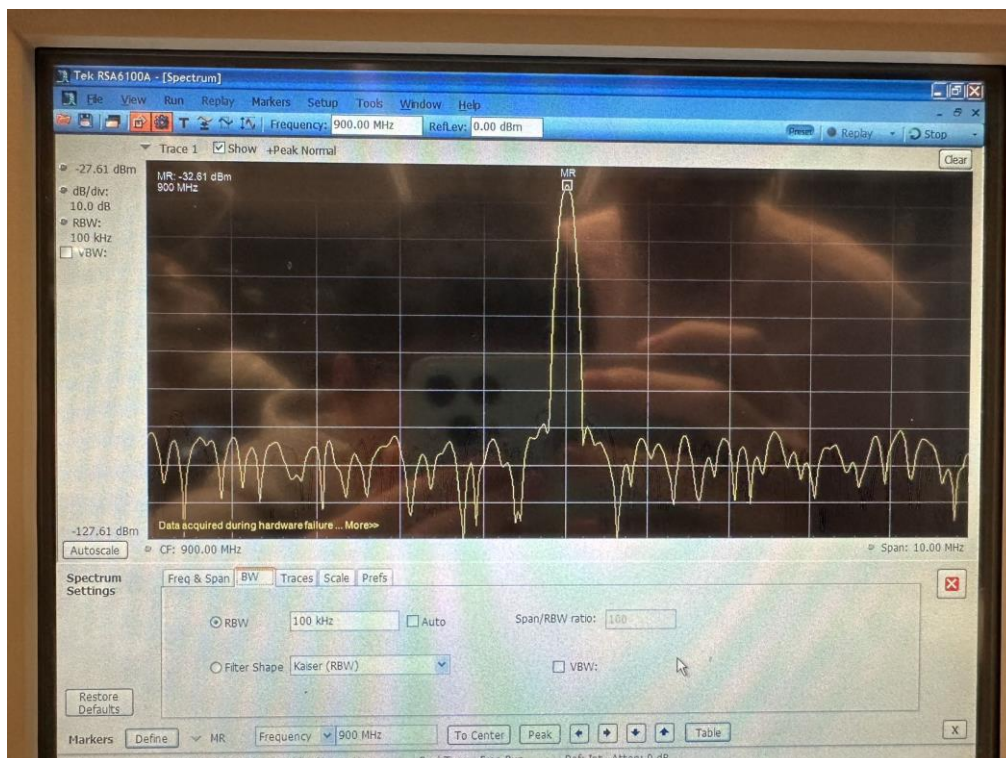 Tek RSA6100A - [Spectrum]
File View Run Replay Markers Setup Tools Window Help
T Frequency: 900.00 MHz RefLev: 0.00 dBm Preset Replay Stop
Trace 1 Show +Peak Normal Clear
-27.61 dBm
MR: -32.61 dBm
900 MHz
MR
dB/div:
10.0 dB
RBW:
100 kHz
VBW:
Data acquired during hardware failure ... More>>
-127.61 dBm
Autoscale CF: 900.00 MHz Span: 10.00 MHz
Spectrum
Settings
Freq & Span BW Traces Scale Prefs
RBW 100 kHz Auto Span/RBW ratio: 100
Filter Shape Kaiser (RBW) VBW:
Restore
Defaults
Markers Define MR Frequency 900 MHz To Center Peak Table X